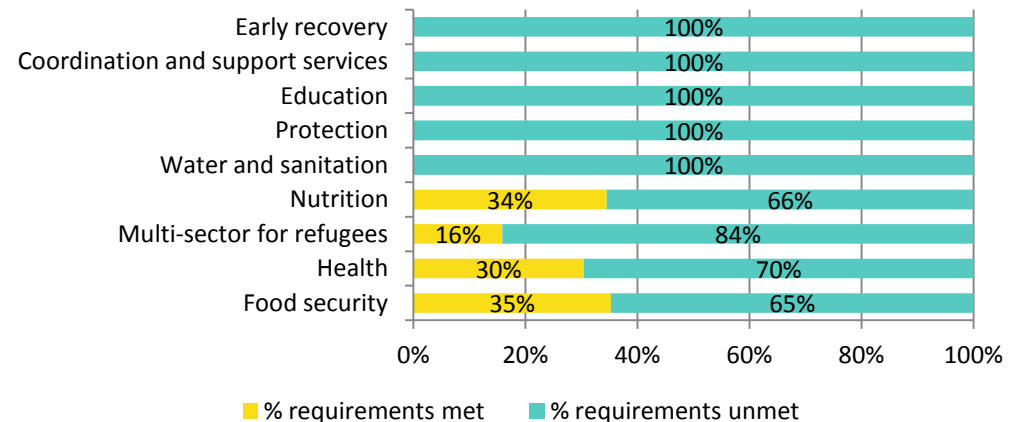 Early recovery 100%
Coordination and support services 100%
Education 100%
Protection 100%
Water and sanitation 100%
Nutrition 34% 66%
Multi-sector for refugees 16% 84%
Health 30% 70%
Food security 35% 65%
0% 20% 40% 60% 80% 100%
% requirements met % requirements unmet